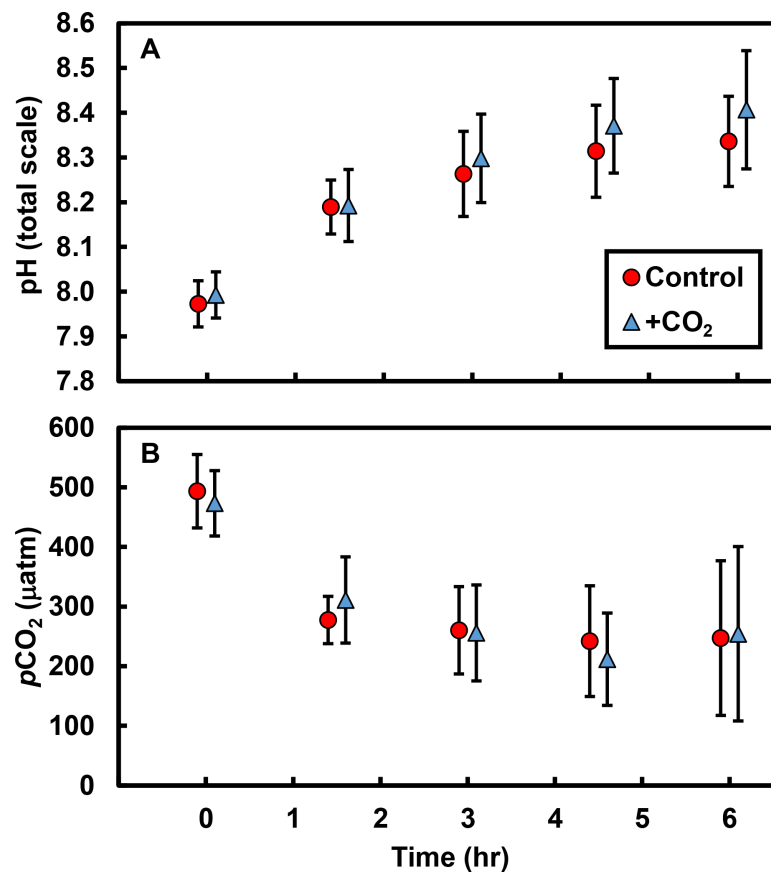 A
8.6
8.5
8.4
8.3
8.2
8.1
8.0
7.9
7.8
pH (total scale)
Control
+CO₂
B
600
500
400
300
200
100
0
pCO₂ (µatm)
0 1 2 3 4 5 6
Time (hr)